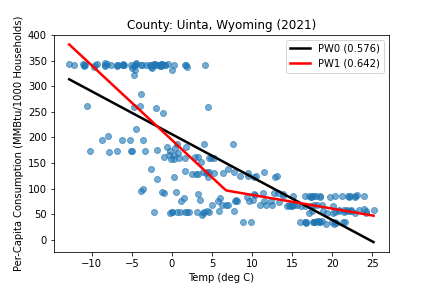 County: Uinta, Wyoming (2021)
Per-Capita Consumption (MMBtu/1000 Households)
400
350
300
250
200
150
100
50
0
PW0 (0.576)
PW1 (0.642)
−10 −5 0 5 10 15 20 25
Temp (deg C)